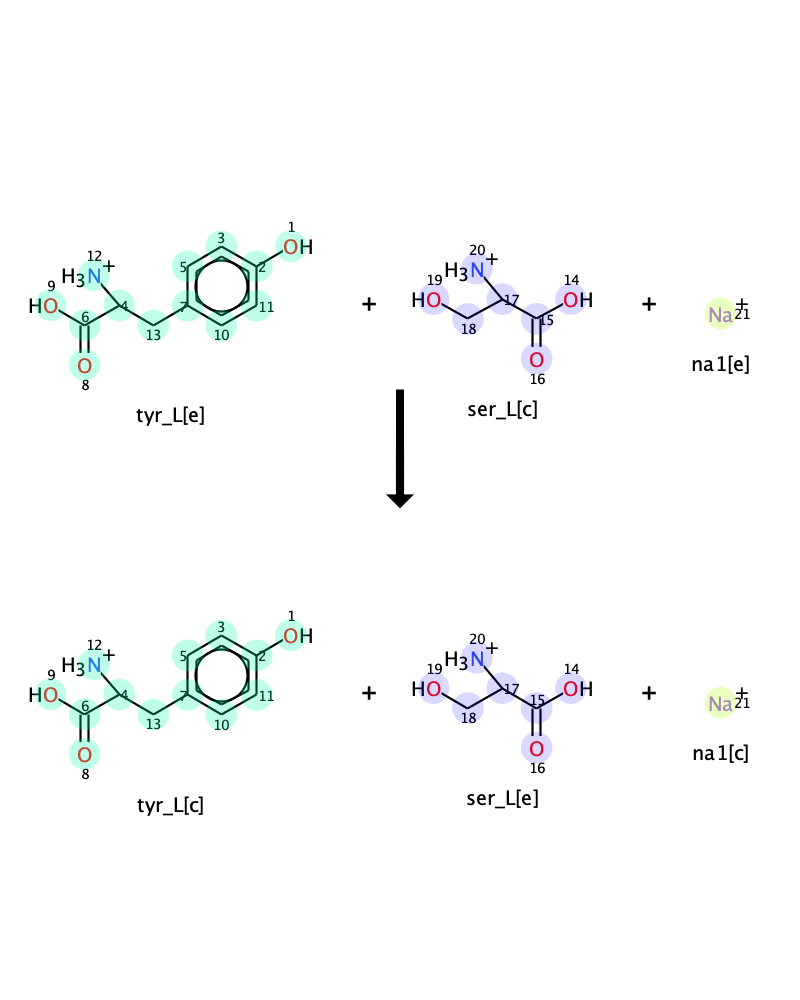 1
3
12
5
2
OH
H3N+
20
H3N+
9
HO
4
7
11
19
HO
17
14
OH
Na+
21
6
13
10
18
15
O
8
O
16
+
+
na1[e]
tyr_L[e]
ser_L[c]
1
3
12
5
2
OH
H3N+
20
H3N+
9
HO
4
7
11
19
HO
17
14
OH
Na+
21
6
13
10
18
15
O
8
O
16
+
+
na1[c]
tyr_L[c]
ser_L[e]